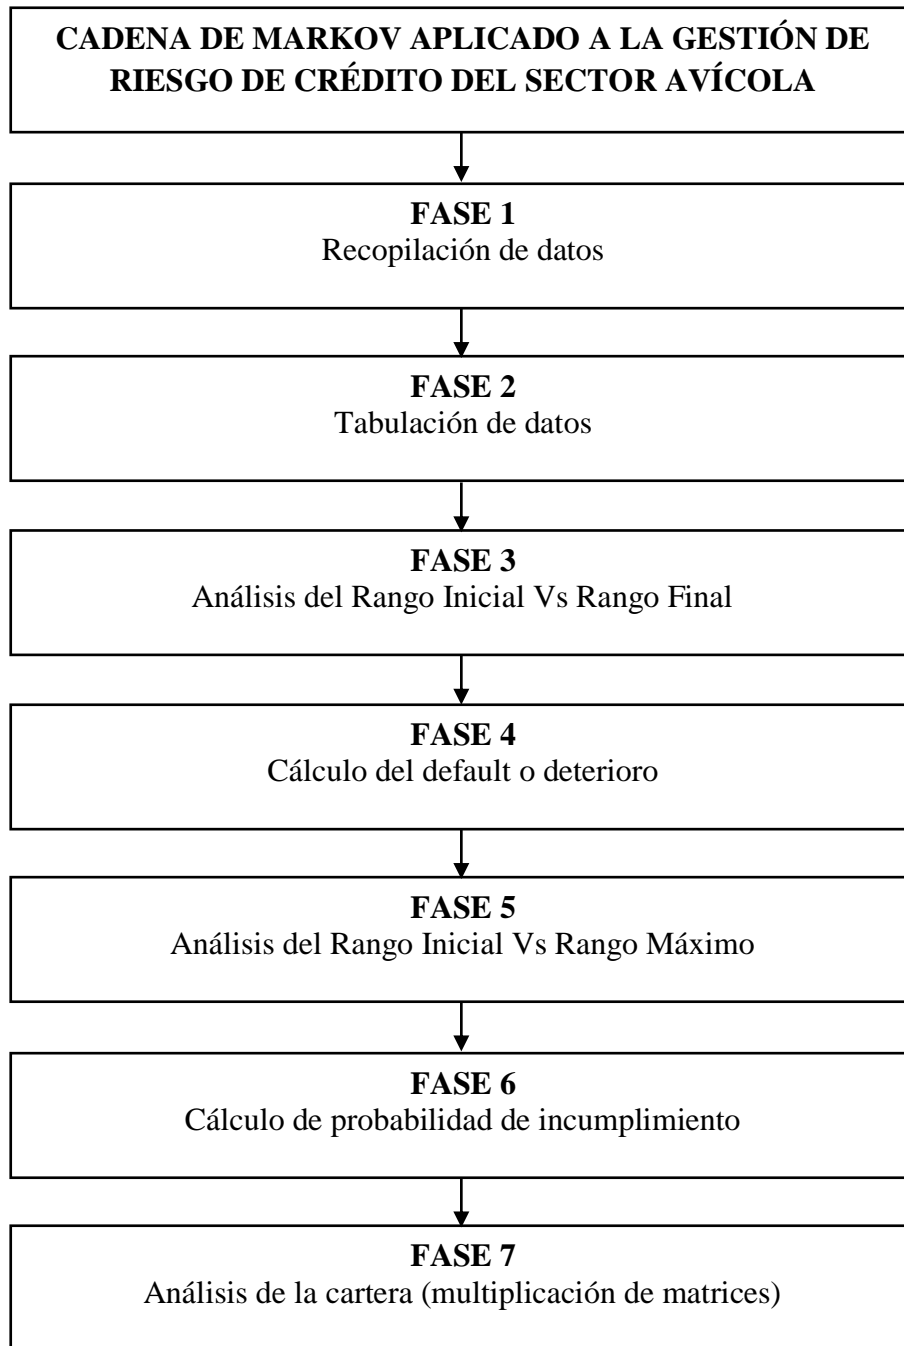 CADENA DE MARKOV APLICADO A LA GESTIÓN DE
RIESGO DE CRÉDITO DEL SECTOR AVÍCOLA
FASE 1
Recopilación de datos
FASE 2
Tabulación de datos
FASE 3
Análisis del Rango Inicial Vs Rango Final
FASE 4
Cálculo del default o deterioro
FASE 5
Análisis del Rango Inicial Vs Rango Máximo
FASE 6
Cálculo de probabilidad de incumplimiento
FASE 7
Análisis de la cartera (multiplicación de matrices)